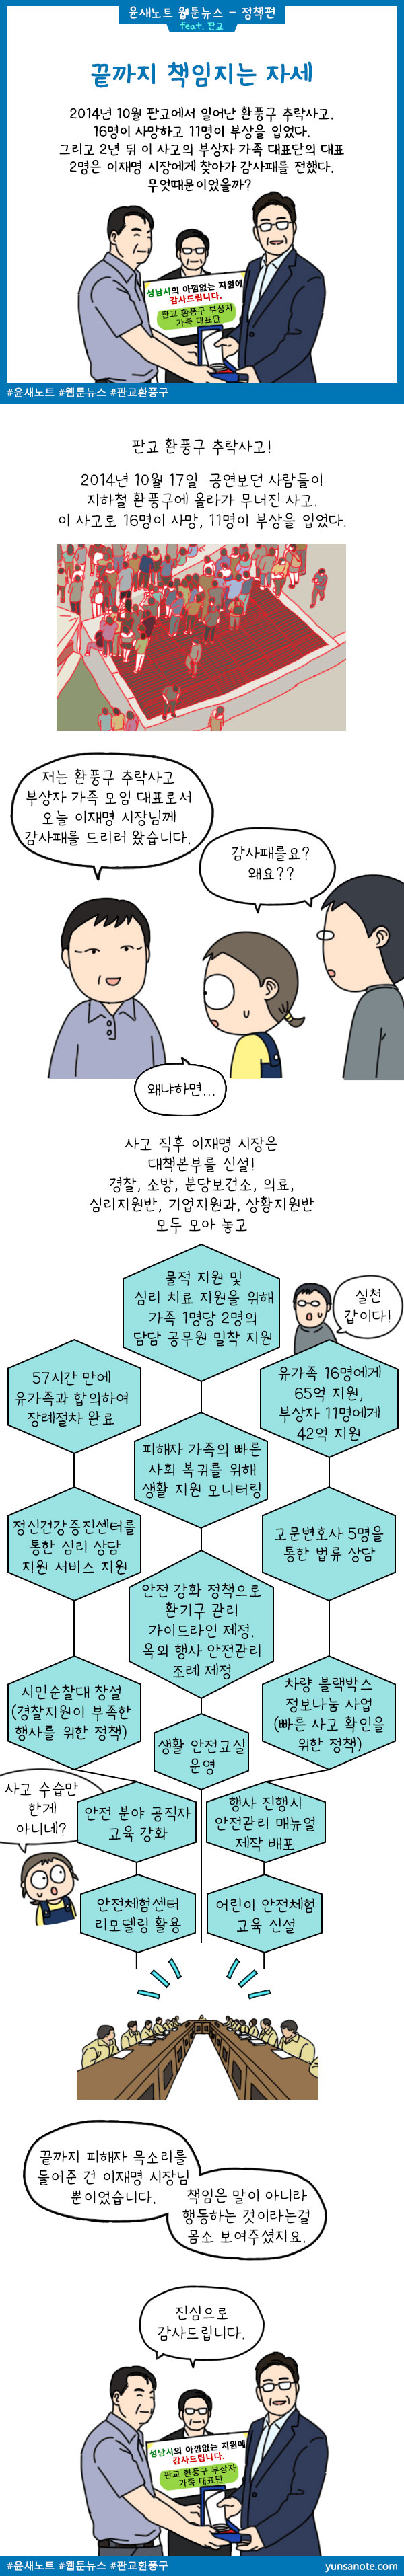 윤새노트 웹툰뉴스 - 정책편
feat. 판교
끝까지 책임지는 자세
2014년 10월 판교에서 일어난 환풍구 추락사고.
16명이 사망하고 11명이 부상을 입었다.
그리고 2년 뒤 이 사고의 부상자 가족 대표단의 대표
2명은 이재명 시장에게 찾아가 감사패를 전했다.
무엇때문이었을까?
성남시의 아낌없는 지원에
감사드립니다.
판교 환풍구 부상자
가족 대표단
#윤새노트 #웹툰뉴스 #판교환풍구
판교 환풍구 추락사고!
2014년 10월 17일 공연보던 사람들이
지하철 환풍구에 올라가 무너진 사고.
이 사고로 16명이 사망, 11명이 부상을 입었다.
저는 환풍구 추락사고
부상자 가족 모임 대표로서
오늘 이재명 시장님께
감사패를 드리러 왔습니다.
감사패를요?
왜요??
왜냐하면...
사고 직후 이재명 시장은
대책본부를 신설!
경찰, 소방, 분당보건소, 의료,
심리지원반, 기업지원과, 상황지원반
모두 모아 놓고
물적 지원 및
심리 치료 지원을 위해
가족 1명당 2명의
담당 공무원 밀착 지원
실천
갑이다!
57시간 만에
유가족과 합의하여
장례절차 완료
유가족 16명에게
65억 지원,
부상자 11명에게
42억 지원
피해자 가족의 빠른
사회 복귀를 위해
생활 지원 모니터링
정신건강증진센터를
통한 심리 상담
지원 서비스 지원
고문변호사 5명을
통한 법류 상담
안전 강화 정책으로
환기구 관리
가이드라인 제정.
옥외 행사 안전관리
조례 제정
시민순찰대 창설
(경찰지원이 부족한
행사를 위한 정책)
차량 블랙박스
정보나눔 사업
(빠른 사고 확인을
위한 정책)
생활 안전교실
운영
사고 수습만
한게
아니네?
안전 분야 공직자
교육 강화
행사 진행시
안전관리 매뉴얼
제작 배포
안전체험센터
리모델링 활용
어린이 안전체험
교육 신설
끝까지 피해자 목소리를
들어준 건 이재명 시장님
뿐이었습니다.
책임은 말이 아니라
행동하는 것이라는걸
몸소 보여주셨지요.
진심으로
감사드립니다.
성남시의 아낌없는 지원에
감사드립니다.
판교 환풍구 부상자
가족 대표단
#윤새노트 #웹툰뉴스 #판교환풍구
yunsanote.com